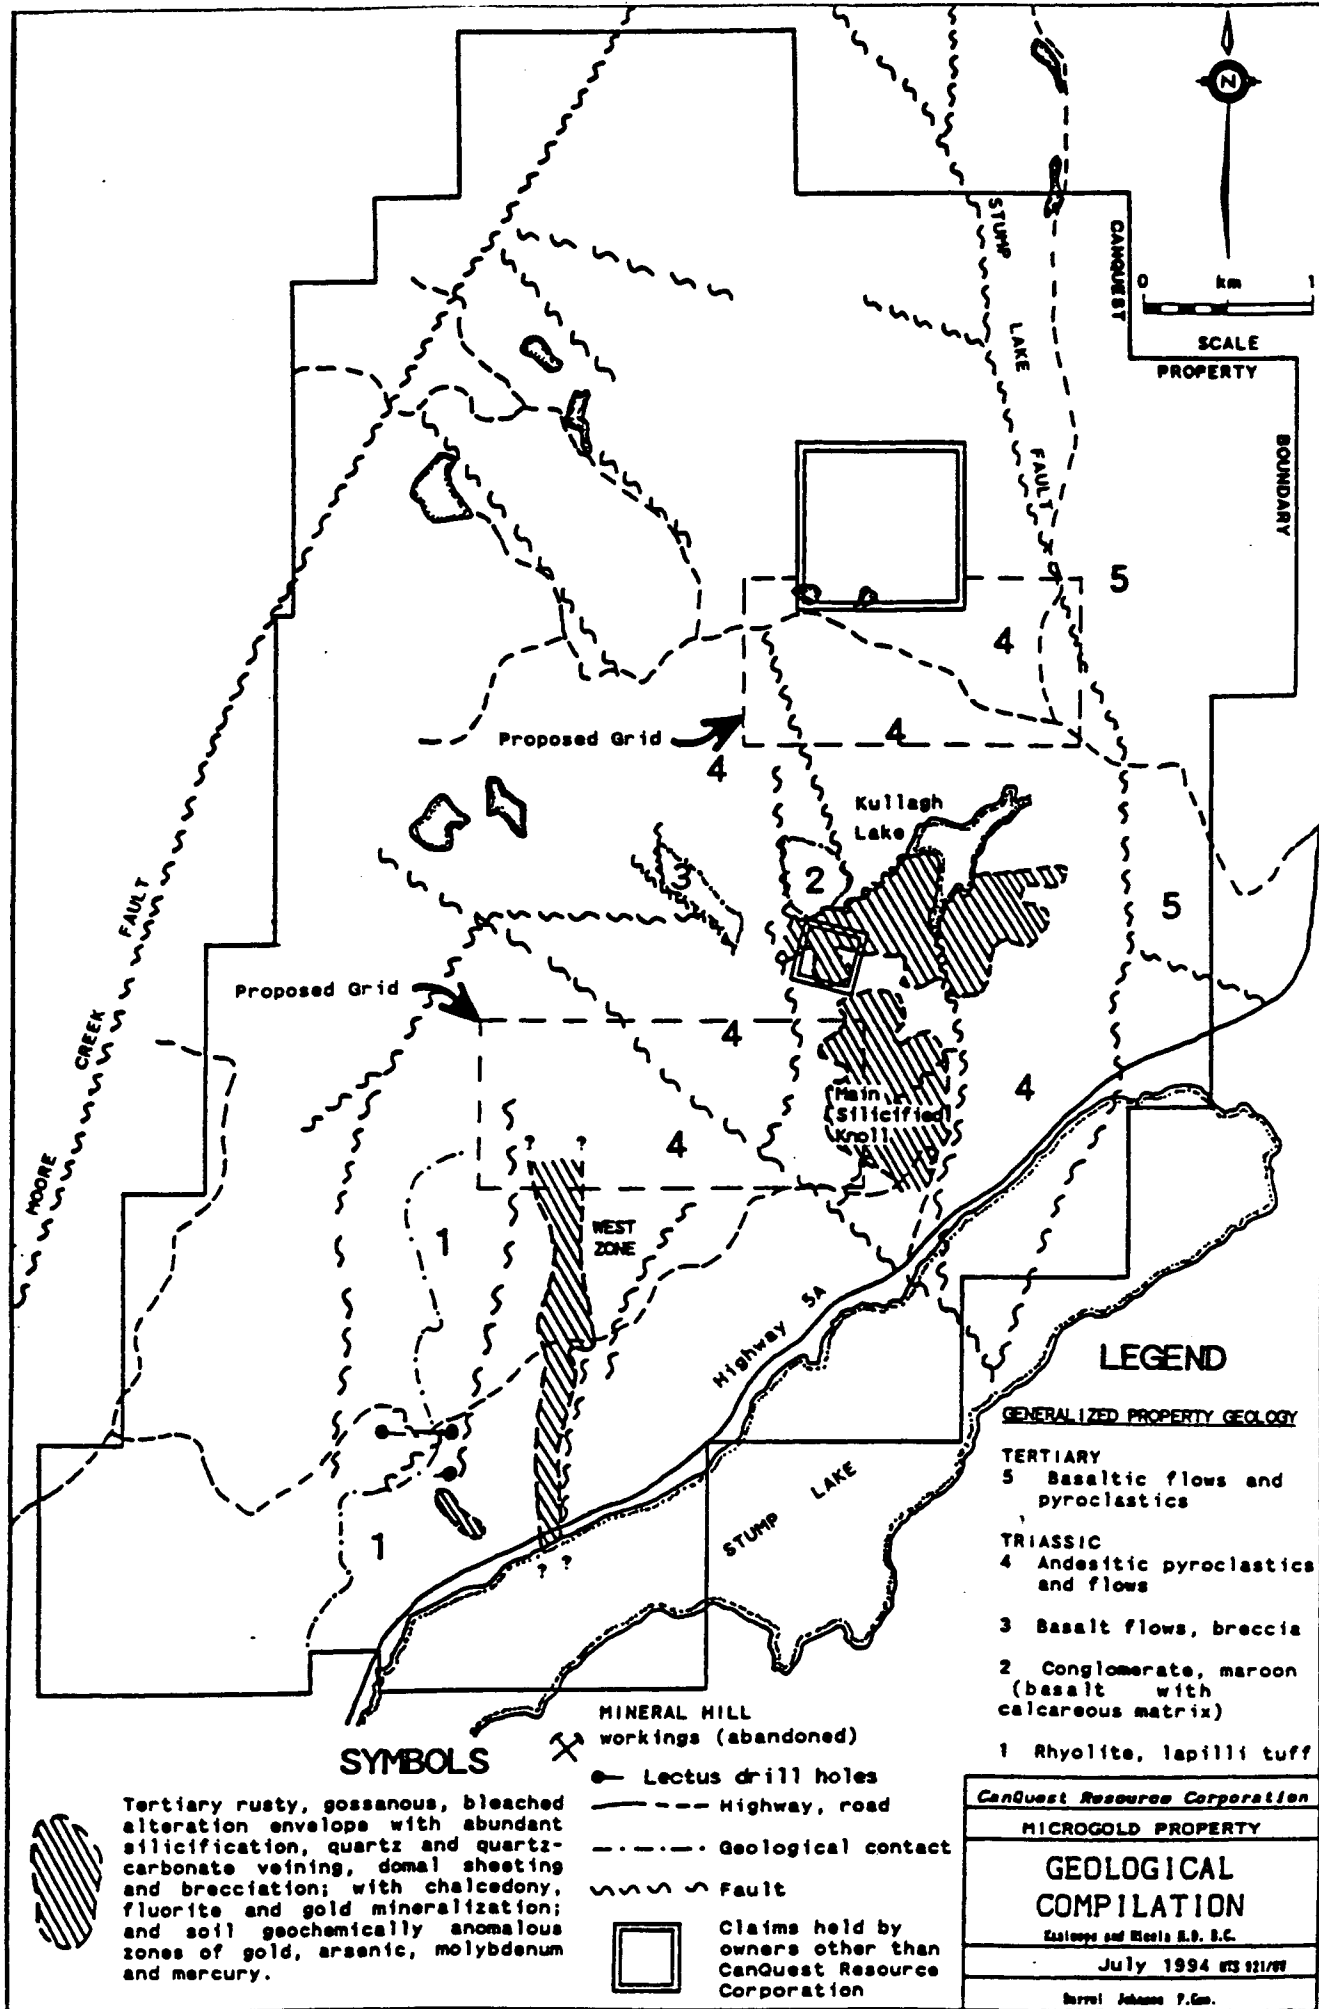 N
0 km 1
SCALE
CANQUEST
PROPERTY
BOUNDARY
STUMP
LAKE
FAULT
5
4
4
Proposed Grid
4
Kullagh
Lake
3
2
5
FAULT
CREEK
MOORE
Proposed Grid
4
4
Main
Silicified
Knoll
4
? ?
WEST
ZONE
1
Highway 5A
1
? ?
STUMP LAKE
LEGEND
GENERALIZED PROPERTY GEOLOGY
TERTIARY
5 Basaltic flows and
pyroclastics
TRIASSIC
4 Andesitic pyroclastics
and flows
3 Basalt flows, breccia
2 Conglomerate, maroon
(basalt with
calcareous matrix)
1 Rhyolite, lapilli tuff
SYMBOLS
Tertiary rusty, gossanous, bleached
alteration envelope with abundant
silicification, quartz and quartz-
carbonate veining, domal sheeting
and brecciation; with chalcedony,
fluorite and gold mineralization;
and soil geochemically anomalous
zones of gold, arsenic, molybdenum
and mercury.
MINERAL HILL
workings (abandoned)
Lectus drill holes
Highway, road
Geological contact
Fault
Claims held by
owners other than
CanQuest Resource
Corporation
CanQuest Resource Corporation
MICROGOLD PROPERTY
GEOLOGICAL
COMPILATION
Kamloops and Nicola M.D. B.C.
July 1994